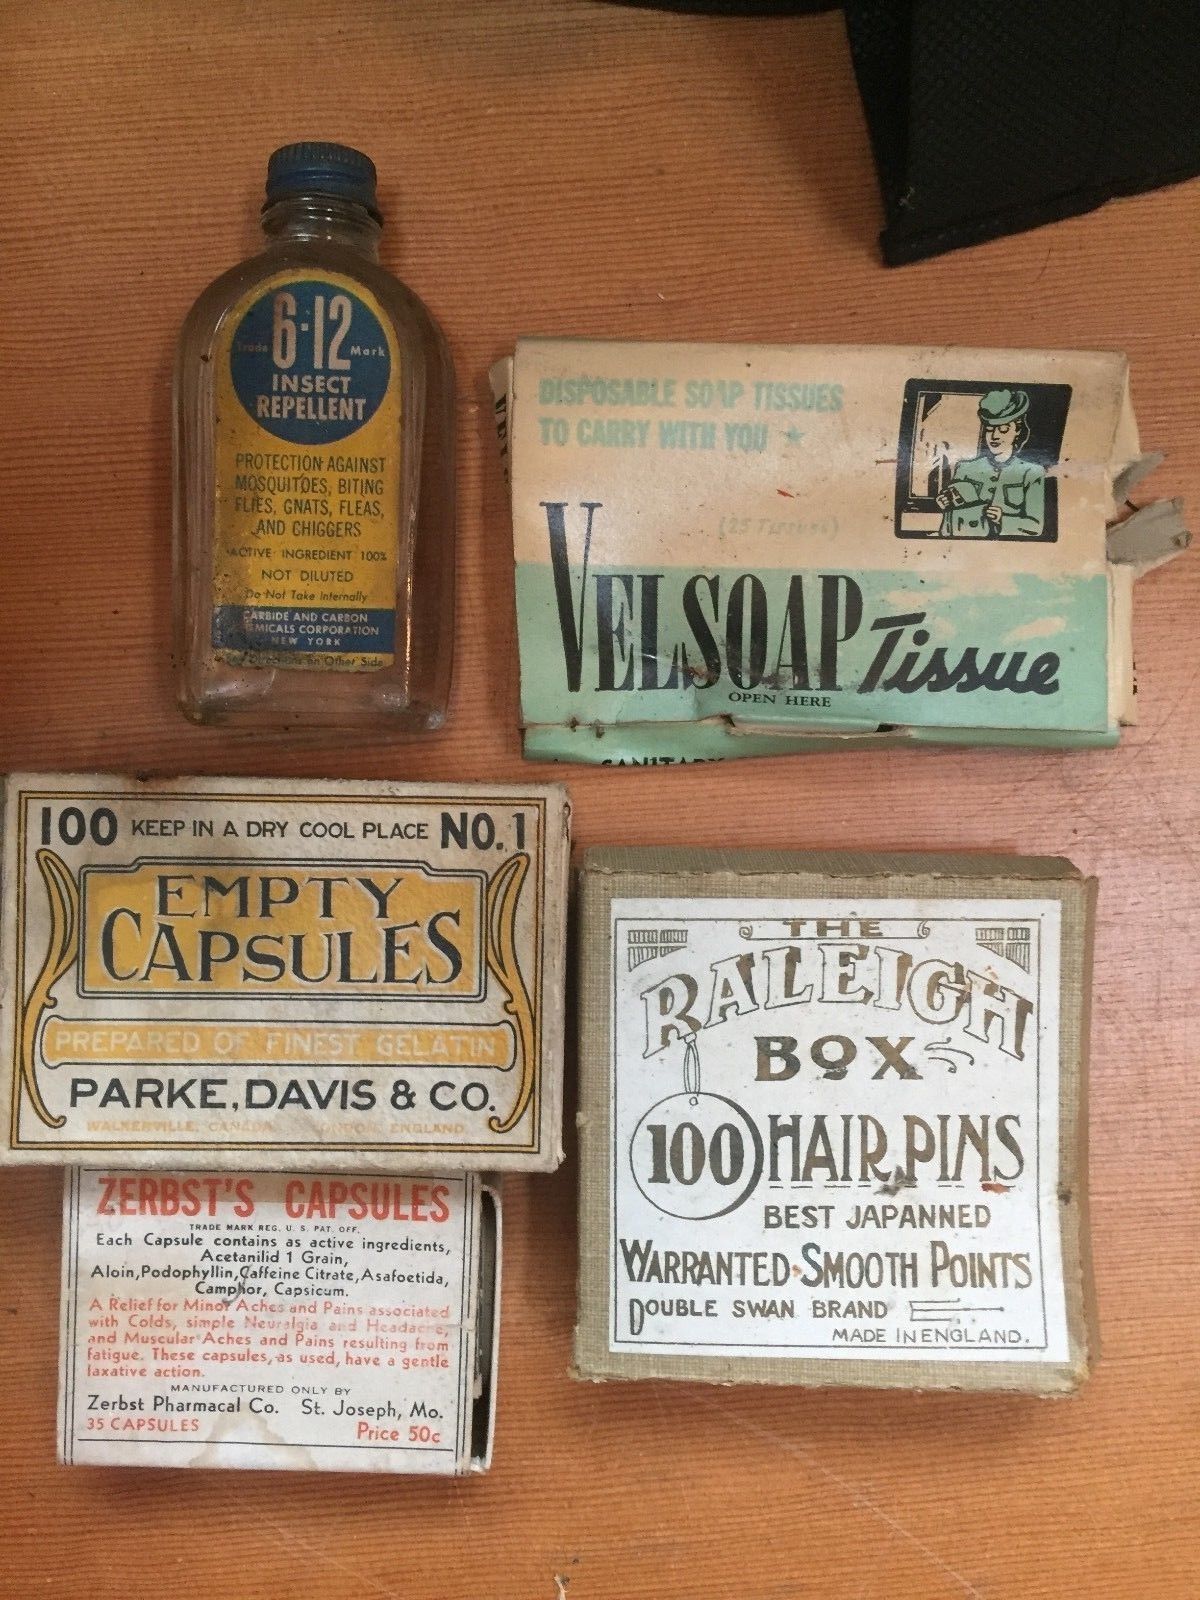 6-12
Trade Mark
INSECT
REPELLENT
PROTECTION AGAINST
MOSQUITOES, BITING
FLIES, GNATS, FLEAS,
AND CHIGGERS
ACTIVE INGREDIENT 100%
NOT DILUTED
Do Not Take Internally
CARBIDE AND CARBON
CHEMICALS CORPORATION
NEW YORK
Directions on Other Side
DISPOSABLE SOAP TISSUES
TO CARRY WITH YOU ★
(25 TISSUES)
VELSOAP Tissue
OPEN HERE
SANITARY
100 KEEP IN A DRY COOL PLACE NO. 1
EMPTY
CAPSULES
PREPARED OF FINEST GELATIN
PARKE, DAVIS & CO.
WALKERVILLE, CANADA. LONDON, ENGLAND.
ZERBST'S CAPSULES
TRADE MARK REG. U. S. PAT. OFF.
Each Capsule contains as active ingredients,
Acetanilid 1 Grain,
Aloin, Podophyllin, Caffeine Citrate, Asafoetida,
Camphor, Capsicum.
A Relief for Minor Aches and Pains associated
with Colds, simple Neuralgia and Headache,
and Muscular Aches and Pains resulting from
fatigue. These capsules, as used, have a gentle
laxative action.
MANUFACTURED ONLY BY
Zerbst Pharmacal Co. St. Joseph, Mo.
35 CAPSULES Price 50c
THE
RALEIGH
BOX
100 HAIR PINS
BEST JAPANNED
WARRANTED·SMOOTH POINTS
DOUBLE SWAN BRAND
MADE IN ENGLAND.